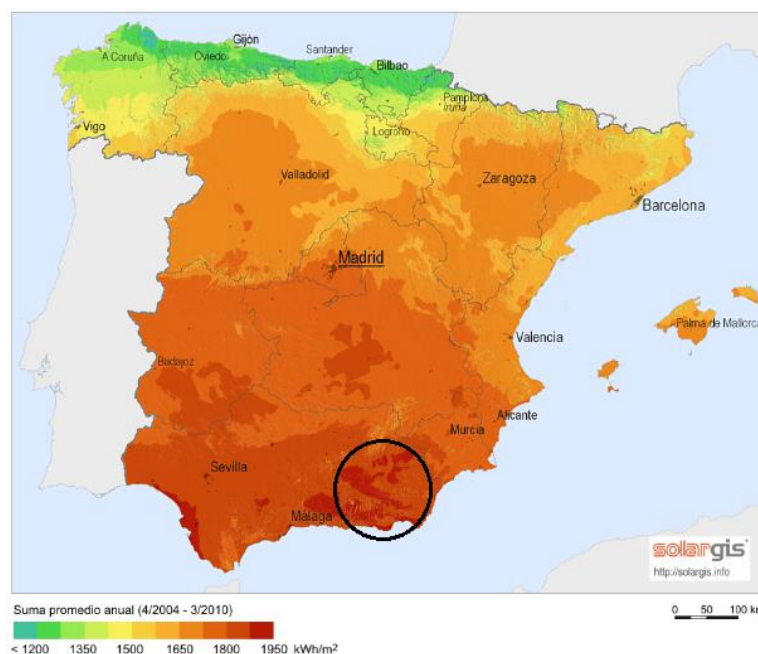 Gijón
A Coruña
Oviedo
Santander
Bilbao
Pamplona
Iruña
Vigo
Logroño
Valladolid
Zaragoza
Barcelona
Madrid
Palma de Mallorca
Valencia
Badajoz
Alicante
Murcia
Sevilla
Málaga
solargis
http://solargis.info
Suma promedio anual (4/2004 - 3/2010)
0 50 100 km
< 1200 1350 1500 1650 1800 1950 kWh/m²